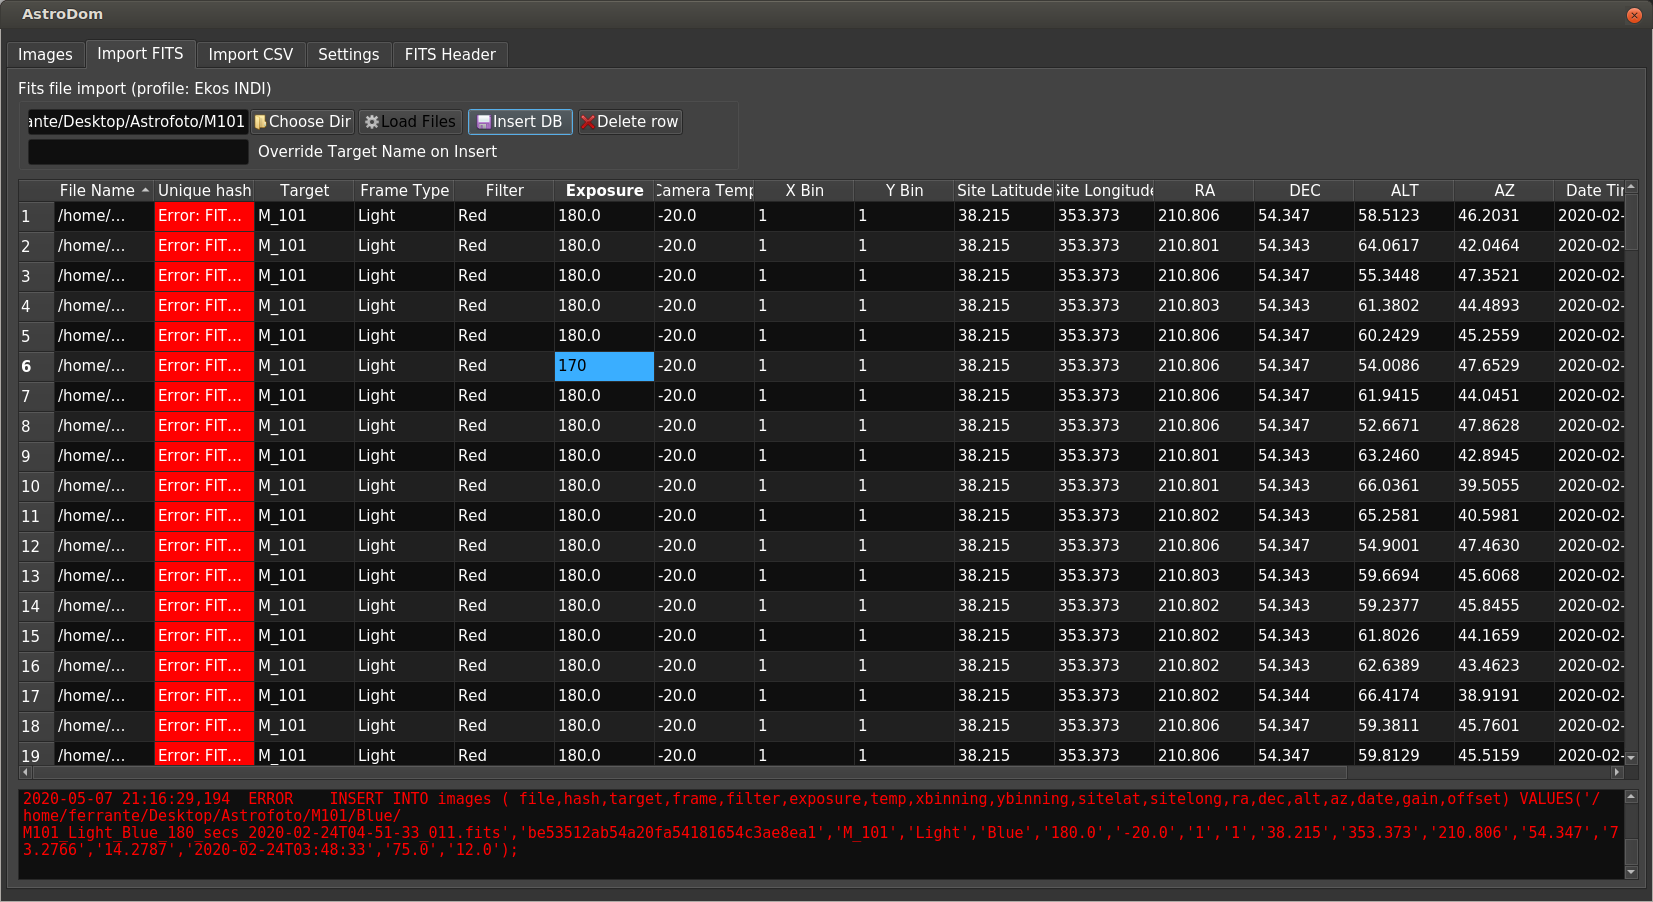 AstroDom
Images Import FITS Import CSV Settings FITS Header
Fits file import (profile: Ekos INDI)
ante/Desktop/Astrofoto/M101 Choose Dir Load Files Insert DB Delete row
Override Target Name on Insert
File Name Unique hash Target Frame Type Filter Exposure Camera Temp X Bin Y Bin Site Latitude Site Longitude RA DEC ALT AZ Date Tir
1 /home/... Error: FIT... M_101 Light Red 180.0 -20.0 1 1 38.215 353.373 210.806 54.347 58.5123 46.2031 2020-02-
2 /home/... Error: FIT... M_101 Light Red 180.0 -20.0 1 1 38.215 353.373 210.801 54.343 64.0617 42.0464 2020-02-
3 /home/... Error: FIT... M_101 Light Red 180.0 -20.0 1 1 38.215 353.373 210.806 54.347 55.3448 47.3521 2020-02-
4 /home/... Error: FIT... M_101 Light Red 180.0 -20.0 1 1 38.215 353.373 210.803 54.343 61.3802 44.4893 2020-02-
5 /home/... Error: FIT... M_101 Light Red 180.0 -20.0 1 1 38.215 353.373 210.806 54.347 60.2429 45.2559 2020-02-
6 /home/... Error: FIT... M_101 Light Red 170 -20.0 1 1 38.215 353.373 210.806 54.347 54.0086 47.6529 2020-02-
7 /home/... Error: FIT... M_101 Light Red 180.0 -20.0 1 1 38.215 353.373 210.806 54.347 61.9415 44.0451 2020-02-
8 /home/... Error: FIT... M_101 Light Red 180.0 -20.0 1 1 38.215 353.373 210.806 54.347 52.6671 47.8628 2020-02-
9 /home/... Error: FIT... M_101 Light Red 180.0 -20.0 1 1 38.215 353.373 210.801 54.343 63.2460 42.8945 2020-02-
10 /home/... Error: FIT... M_101 Light Red 180.0 -20.0 1 1 38.215 353.373 210.801 54.343 66.0361 39.5055 2020-02-
11 /home/... Error: FIT... M_101 Light Red 180.0 -20.0 1 1 38.215 353.373 210.802 54.343 65.2581 40.5981 2020-02-
12 /home/... Error: FIT... M_101 Light Red 180.0 -20.0 1 1 38.215 353.373 210.806 54.347 54.9001 47.4630 2020-02-
13 /home/... Error: FIT... M_101 Light Red 180.0 -20.0 1 1 38.215 353.373 210.803 54.343 59.6694 45.6068 2020-02-
14 /home/... Error: FIT... M_101 Light Red 180.0 -20.0 1 1 38.215 353.373 210.802 54.343 59.2377 45.8455 2020-02-
15 /home/... Error: FIT... M_101 Light Red 180.0 -20.0 1 1 38.215 353.373 210.802 54.343 61.8026 44.1659 2020-02-
16 /home/... Error: FIT... M_101 Light Red 180.0 -20.0 1 1 38.215 353.373 210.802 54.343 62.6389 43.4623 2020-02-
17 /home/... Error: FIT... M_101 Light Red 180.0 -20.0 1 1 38.215 353.373 210.802 54.344 66.4174 38.9191 2020-02-
18 /home/... Error: FIT... M_101 Light Red 180.0 -20.0 1 1 38.215 353.373 210.806 54.347 59.3811 45.7601 2020-02-
19 /home/... Error: FIT... M_101 Light Red 180.0 -20.0 1 1 38.215 353.373 210.806 54.347 59.8129 45.5159 2020-02-
2020-05-07 21:16:29,194 ERROR INSERT INTO images ( file,hash,target,frame,filter,exposure,temp,xbinning,ybinning,sitelat,sitelong,ra,dec,alt,az,date,gain,offset) VALUES('/
home/ferrante/Desktop/Astrofoto/M101/Blue/
M101_Light_Blue_180_secs_2020-02-24T04-51-33_011.fits','be53512ab54a20fa54181654c3ae8ea1','M_101','Light','Blue','180.0','-20.0','1','1','38.215','353.373','210.806','54.347','7
3.2766','14.2787','2020-02-24T03:48:33','75.0','12.0');